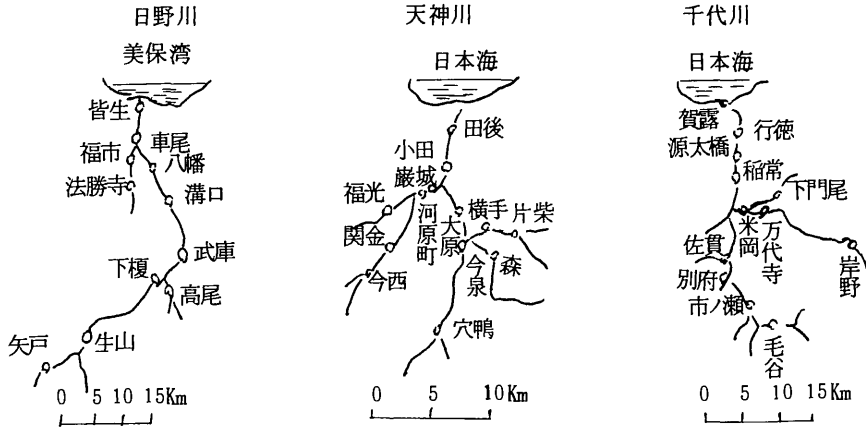 日野川
美保湾
皆生
車尾
福市
八幡
法勝寺
溝口
武庫
下榎
高尾
矢戸
生山
0 5 10 15Km
天神川
日本海
田後
小田
巌城
福光
河原町
大原
横手
片柴
関金
今西
今泉
森
穴鴨
0 5 10Km
千代川
日本海
賀露
行徳
源太橋
稲常
下門尾
米岡
万代寺
岸野
佐貫
別府
市ノ瀬
毛谷
0 5 10 15Km